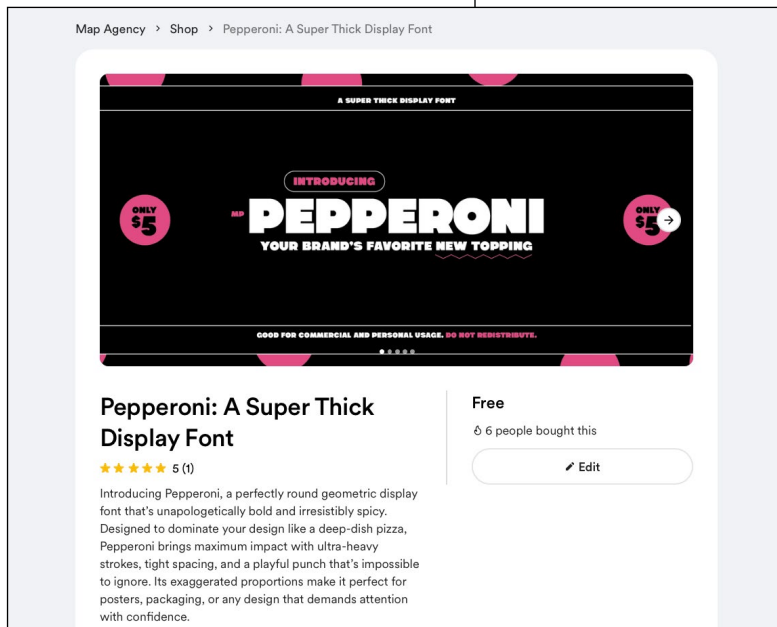 Map Agency > Shop > Pepperoni: A Super Thick Display Font
A SUPER THICK DISPLAY FONT
INTRODUCING
ONLY
$5
MP
PEPPERONI
ONLY
$5
YOUR BRAND'S FAVORITE NEW TOPPING
GOOD FOR COMMERCIAL AND PERSONAL USAGE. DO NOT REDISTRIBUTE.
Pepperoni: A Super Thick
Display Font
5 (1)
Introducing Pepperoni, a perfectly round geometric display
font that's unapologetically bold and irresistibly spicy.
Designed to dominate your design like a deep-dish pizza,
Pepperoni brings maximum impact with ultra-heavy
strokes, tight spacing, and a playful punch that's impossible
to ignore. Its exaggerated proportions make it perfect for
posters, packaging, or any design that demands attention
with confidence.
Free
6 people bought this
Edit